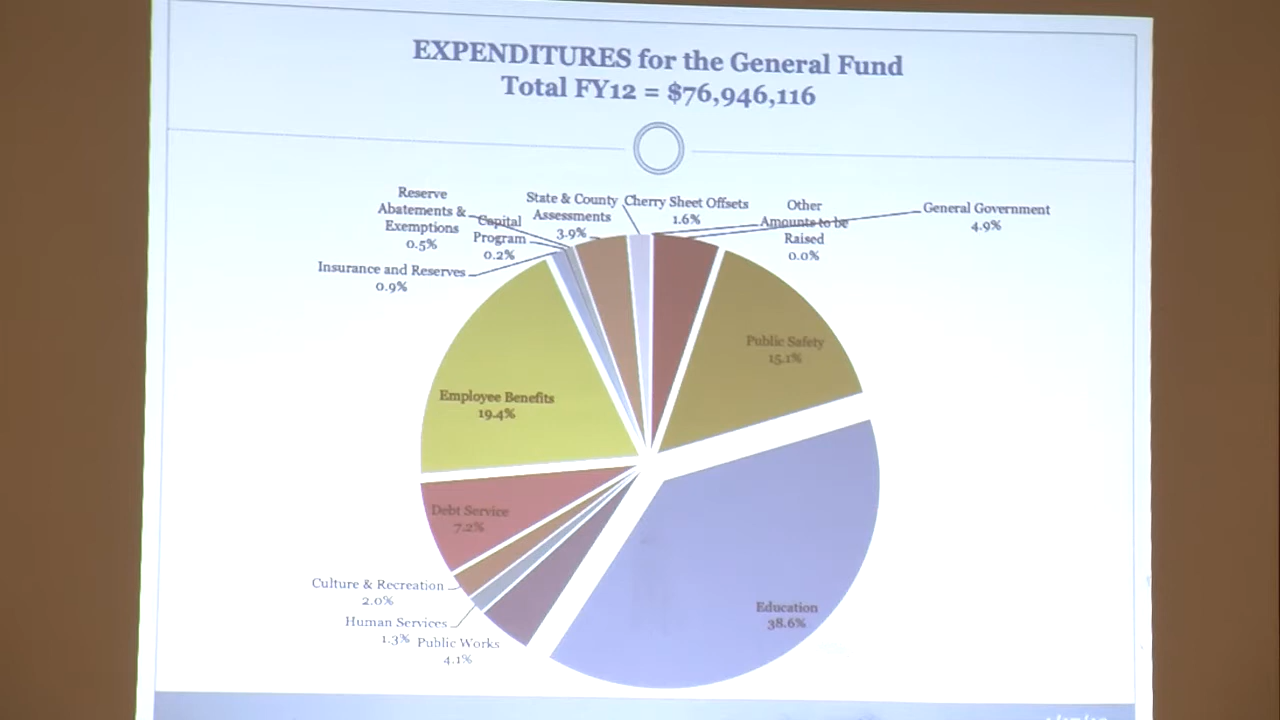 EXPENDITURES for the General Fund
Total FY12 = $76,946,116
Reserve
Abatements &
Exemptions
0.5%
Capital
Program
0.2%
State & County
Assessments
3.9%
Cherry Sheet Offsets
1.6%
Other
Amounts to be
Raised
0.0%
General Government
4.9%
Insurance and Reserves
0.9%
Public Safety
15.1%
Employee Benefits
19.4%
Debt Service
7.2%
Culture & Recreation
2.0%
Human Services
1.3%
Public Works
4.1%
Education
38.6%